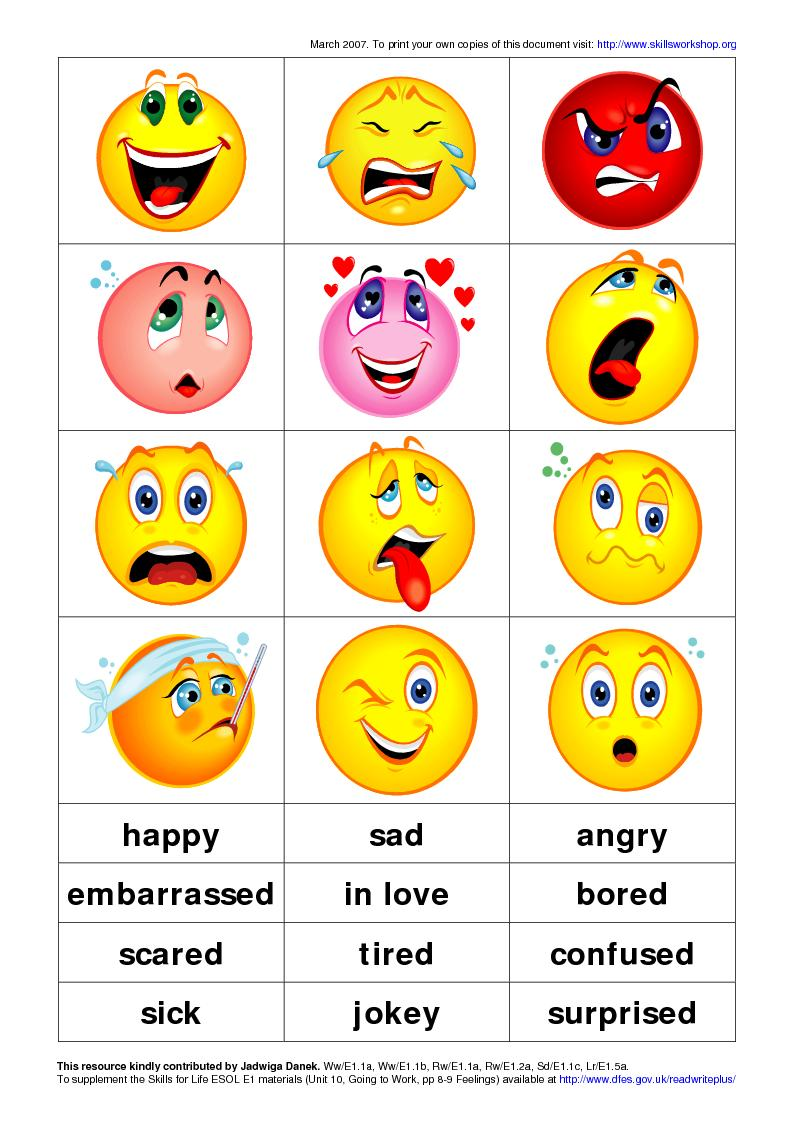 March 2007. To print your own copies of this document visit: http://www.skillsworkshop.org
happy sad angry
embarrassed in love bored
scared tired confused
sick jokey surprised
This resource kindly contributed by Jadwiga Danek. Ww/E1.1a, Ww/E1.1b, Rw/E1.1a, Rw/E1.2a, Sd/E1.1c, Lr/E1.5a.
To supplement the Skills for Life ESOL E1 materials (Unit 10, Going to Work, pp 8-9 Feelings) available at http://www.dfes.gov.uk/readwriteplus/